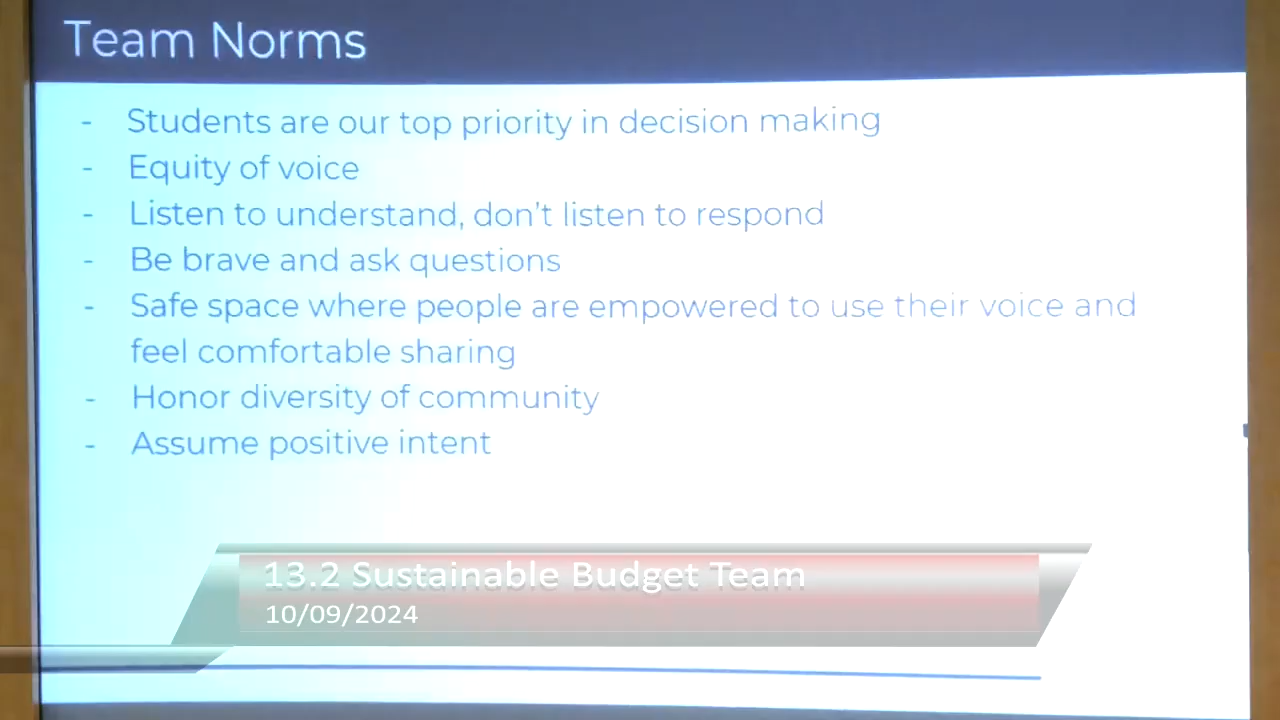 Team Norms
- Students are our top priority in decision making
- Equity of voice
- Listen to understand, don't listen to respond
- Be brave and ask questions
- Safe space where people are empowered to use their voice and
feel comfortable sharing
- Honor diversity of community
- Assume positive intent
13.2 Sustainable Budget Team
10/09/2024